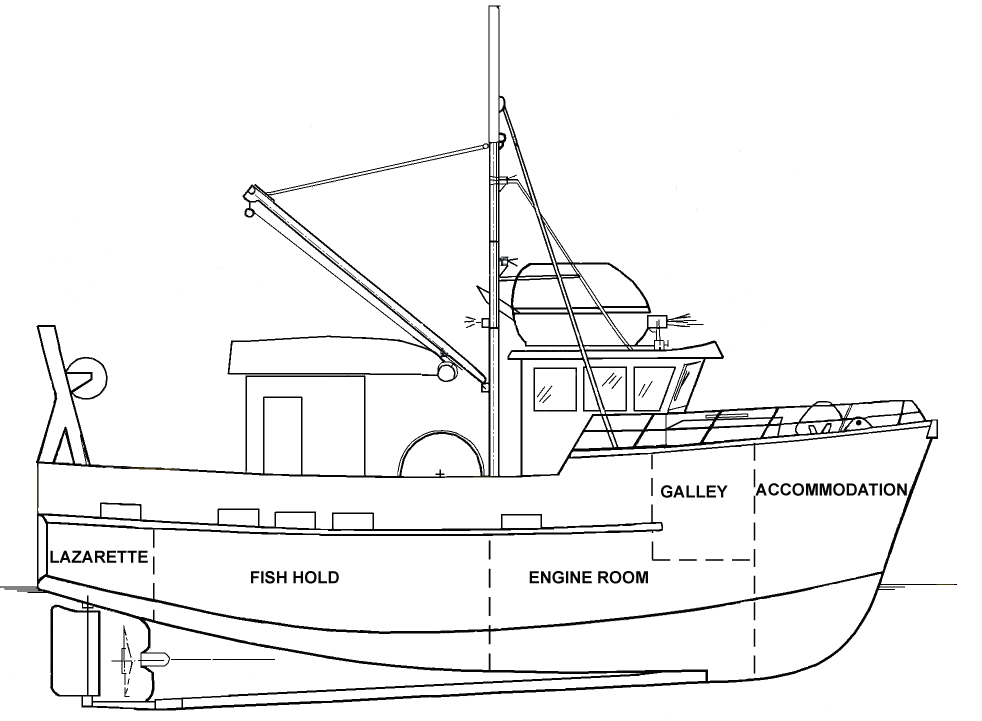 GALLEY
ACCOMMODATION
LAZARETTE
FISH HOLD
ENGINE ROOM